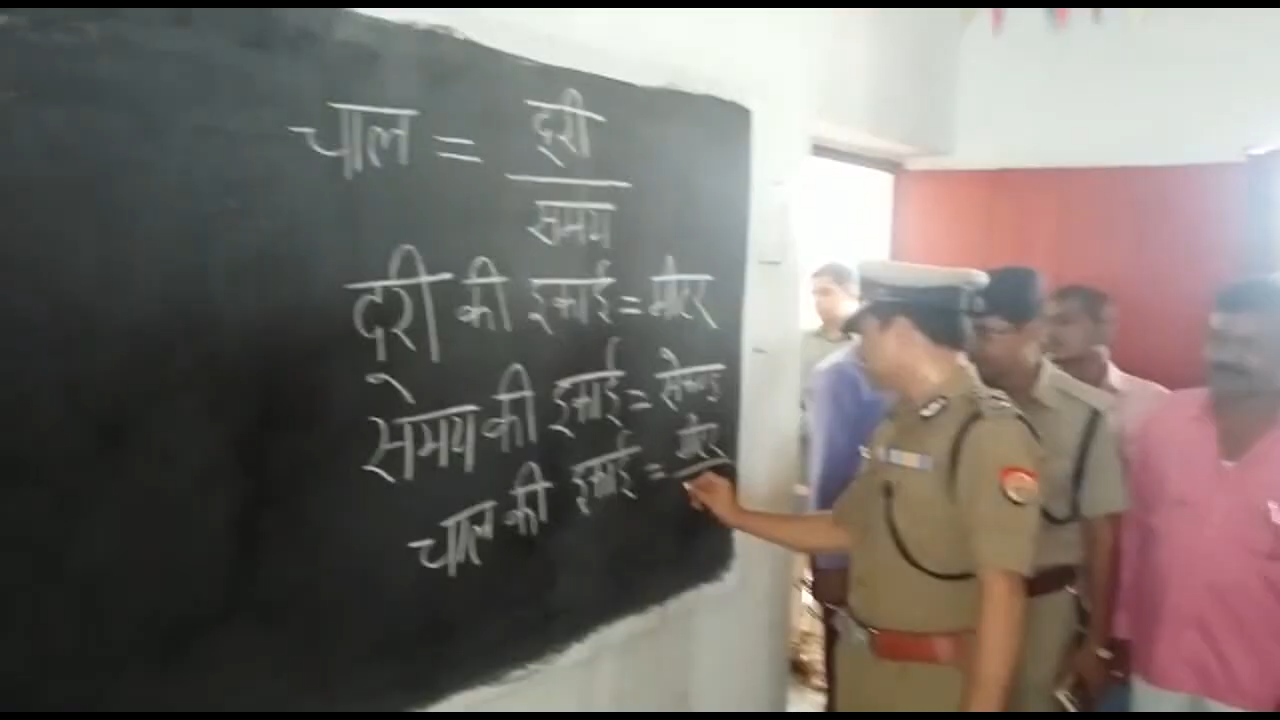 चाल = दूरी
समय
दूरी की इकाई = मीटर
समय की इकाई = सेकण्ड
चाल की इकाई = मीटर